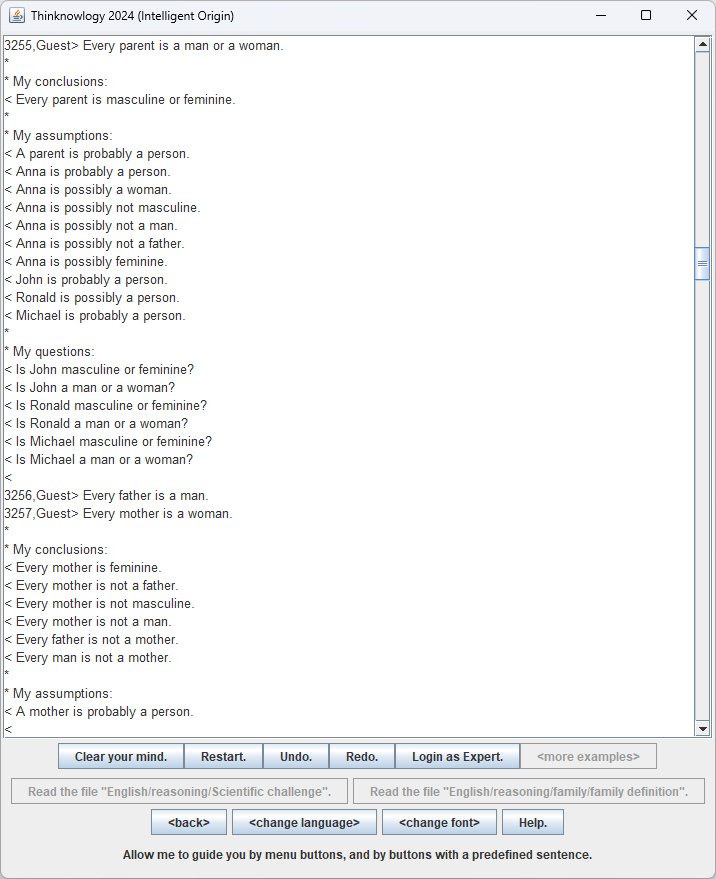 Thinknowlogy 2024 (Intelligent Origin)
3255,Guest> Every parent is a man or a woman.
*
* My conclusions:
< Every parent is masculine or feminine.
*
* My assumptions:
< A parent is probably a person.
< Anna is probably a person.
< Anna is possibly a woman.
< Anna is possibly not masculine.
< Anna is possibly not a man.
< Anna is possibly not a father.
< Anna is possibly feminine.
< John is probably a person.
< Ronald is possibly a person.
< Michael is probably a person.
*
* My questions:
< Is John masculine or feminine?
< Is John a man or a woman?
< Is Ronald masculine or feminine?
< Is Ronald a man or a woman?
< Is Michael masculine or feminine?
< Is Michael a man or a woman?
<
3256,Guest> Every father is a man.
3257,Guest> Every mother is a woman.
*
* My conclusions:
< Every mother is feminine.
< Every mother is not a father.
< Every mother is not masculine.
< Every mother is not a man.
< Every father is not a mother.
< Every man is not a mother.
*
* My assumptions:
< A mother is probably a person.
<
Clear your mind. Restart. Undo. Redo. Login as Expert. <more examples>
Read the file "English/reasoning/Scientific challenge". Read the file "English/reasoning/family/family definition".
<back> <change language> <change font> Help.
Allow me to guide you by menu buttons, and by buttons with a predefined sentence.